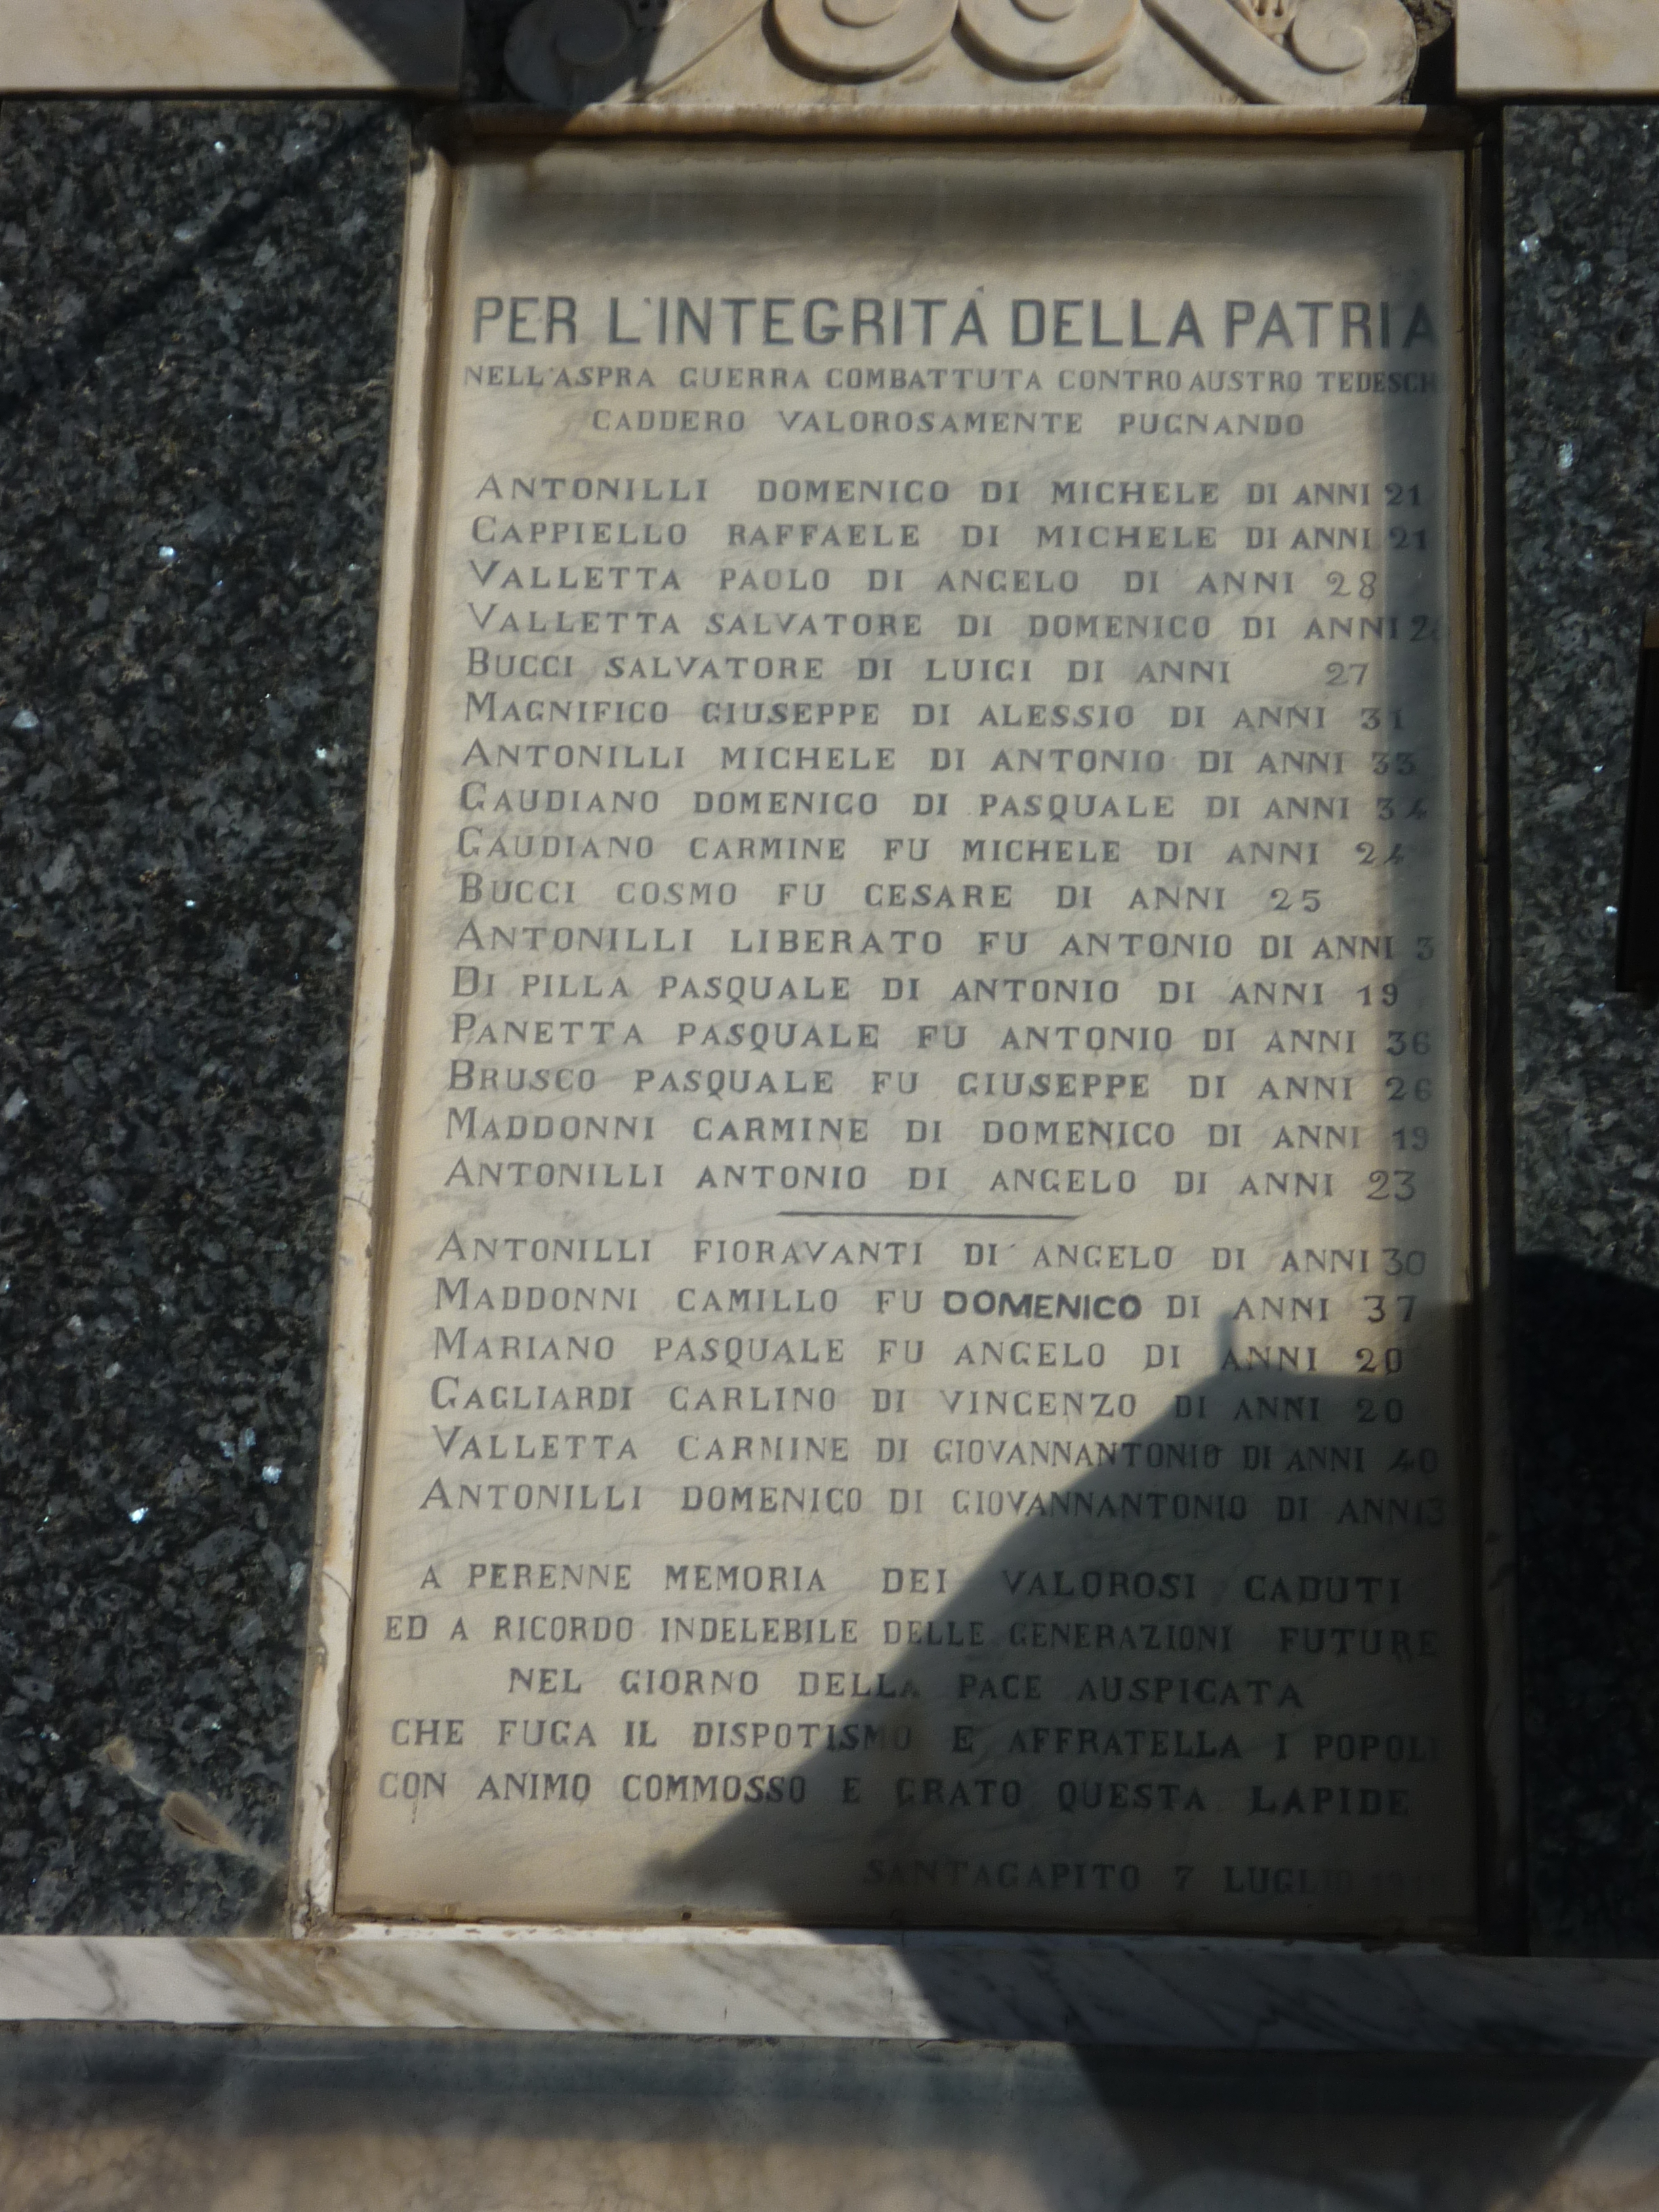 PER L'INTEGRITÀ DELLA PATRIA
NELL'ASPRA GUERRA COMBATTUTA CONTRO AUSTRO TEDESCH
CADDERO VALOROSAMENTE PUGNANDO
ANTONILLI DOMENICO DI MICHELE DI ANNI 21
CAPPIELLO RAFFAELE DI MICHELE DI ANNI 21
VALLETTA PAOLO DI ANGELO DI ANNI 28
VALLETTA SALVATORE DI DOMENICO DI ANNI
BUCCI SALVATORE DI LUIGI DI ANNI 27
MAGNIFICO GIUSEPPE DI ALESSIO DI ANNI 31
ANTONILLI MICHELE DI ANTONIO DI ANNI 33
GAUDIANO DOMENICO DI PASQUALE DI ANNI 34
GAUDIANO CARMINE FU MICHELE DI ANNI 24
BUCCI COSMO FU CESARE DI ANNI 25
ANTONILLI LIBERATO FU ANTONIO DI ANNI
DI PILLA PASQUALE DI ANTONIO DI ANNI 19
PANETTA PASQUALE FU ANTONIO DI ANNI 36
BRUSCO PASQUALE FU GIUSEPPE DI ANNI 26
MADDONNI CARMINE DI DOMENICO DI ANNI 19
ANTONILLI ANTONIO DI ANGELO DI ANNI 23
ANTONILLI FIORAVANTI DI ANGELO DI ANNI 30
MADDONNI CAMILLO FU DOMENICO DI ANNI 37
MARIANO PASQUALE FU ANGELO DI ANNI 20
GAGLIARDI CARLINO DI VINCENZO DI ANNI 20
VALLETTA CARMINE DI GIOVANNANTONIO DI ANNI 40
ANTONILLI DOMENICO DI GIOVANNANTONIO DI ANNI
A PERENNE MEMORIA DEI VALOROSI CADUTI
ED A RICORDO INDELEBILE DELLE GENERAZIONI FUTURE
NEL GIORNO DELLA PACE AUSPICATA
CHE FUGA IL DISPOTISMO E AFFRATELLA I POPOLI
CON ANIMO COMMOSSO E GRATO QUESTA LAPIDE
SANTAGAPITO 7 LUGLIO